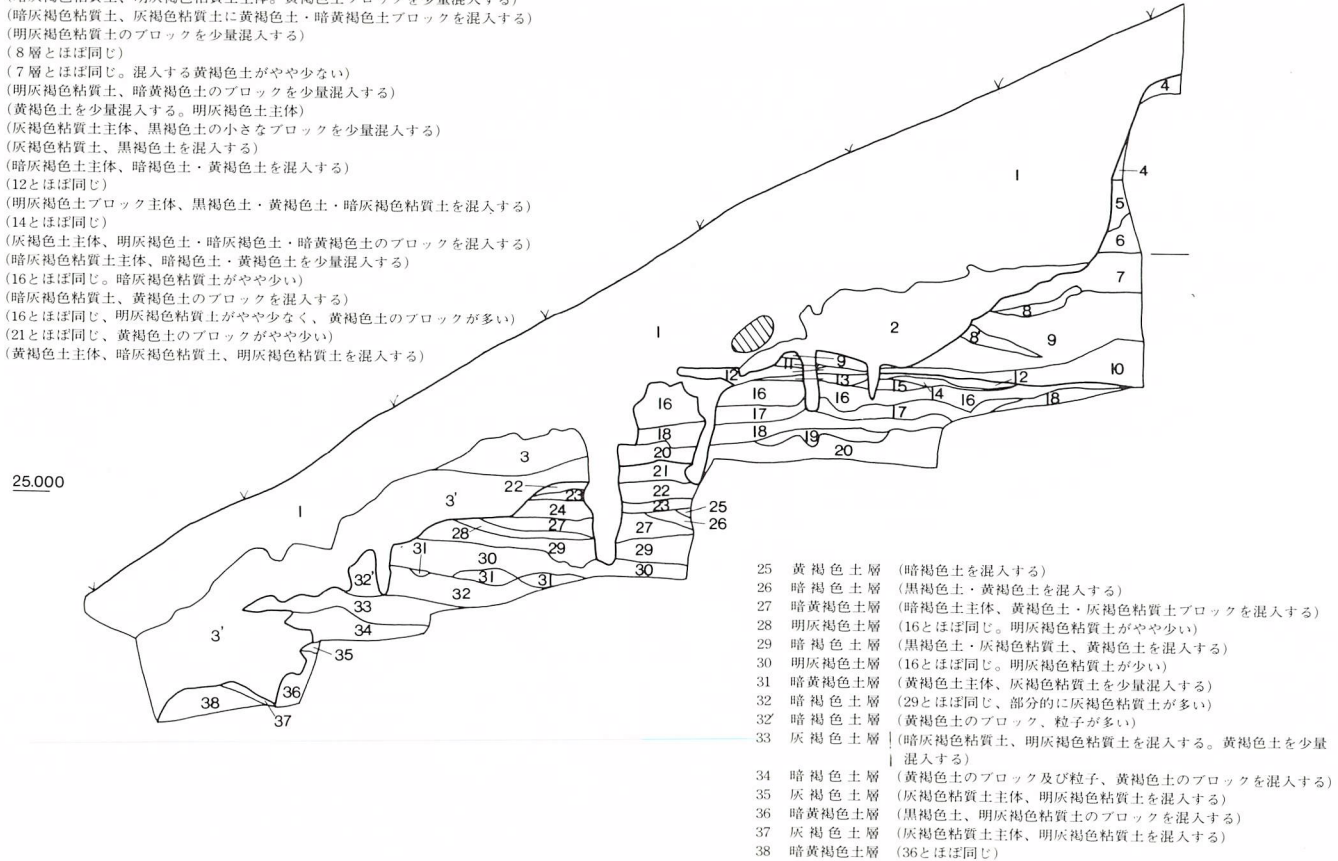 (暗灰褐色粘質土、灰褐色粘質土に黄褐色土・暗黄褐色土ブロックを混入する)
(明灰褐色粘質土のブロックを少量混入する)
(8層とほぼ同じ)
(7層とほぼ同じ。混入する黄褐色土がやや少ない)
(明灰褐色粘質土、暗黄褐色土のブロックを少量混入する)
(黄褐色土を少量混入する。明灰褐色土主体)
(灰褐色粘質土主体、黒褐色土の小さなブロックを少量混入する)
(灰褐色粘質土、黒褐色土を混入する)
(暗灰褐色土主体、暗褐色土・黄褐色土を混入する)
(12とほぼ同じ)
(明灰褐色土ブロック主体、黒褐色土・黄褐色土・暗灰褐色粘質土を混入する)
(14とほぼ同じ)
(灰褐色土主体、明灰褐色土・暗灰褐色土・暗黄褐色土のブロックを混入する)
(暗灰褐色粘質土主体、暗褐色土・黄褐色土を少量混入する)
(16とほぼ同じ。暗灰褐色粘質土がやや少い)
(暗灰褐色粘質土、黄褐色土のブロックを混入する)
(16とほぼ同じ、明灰褐色粘質土がやや少なく、黄褐色土のブロックが多い)
(21とほぼ同じ、黄褐色土のブロックがやや少い)
(黄褐色土主体、暗灰褐色粘質土、明灰褐色粘質土を混入する)
4
1
4
5
6
7
8
1
2
8'
9
10
12
11
9
13
15
14
12
16
16
16
16
18
17
17
18
18
19
20
20
21
22
23
25
26
27
29
30
3
25.000
22
23
3'
24
1
27
28
31
29
30
32'
31
31
32
33
34
3'
35
36
38
37
25 黄褐色土層 (暗褐色土を混入する)
26 暗褐色土層 (黒褐色土・黄褐色土を混入する)
27 暗黄褐色土層 (暗褐色土主体、黄褐色土・灰褐色粘質土ブロックを混入する)
28 明灰褐色土層 (16とほぼ同じ。明灰褐色粘質土がやや少い)
29 暗褐色土層 (黒褐色土・灰褐色粘質土、黄褐色土を混入する)
30 明灰褐色土層 (16とほぼ同じ。明灰褐色粘質土が少い)
31 暗黄褐色土層 (黄褐色土主体、灰褐色粘質土を少量混入する)
32 暗褐色土層 (29とほぼ同じ、部分的に灰褐色粘質土が多い)
32' 暗褐色土層 (黄褐色土のブロック、粒子が多い)
33 灰褐色土層 (暗灰褐色粘質土、明灰褐色粘質土を混入する。黄褐色土を少量
混入する)
34 暗褐色土層 (黄褐色土のブロック及び粒子、黄褐色土のブロックを混入する)
35 灰褐色土層 (灰褐色粘質土主体、明灰褐色粘質土を混入する)
36 暗黄褐色土層 (黒褐色土、明灰褐色粘質土のブロックを混入する)
37 灰褐色土層 (灰褐色粘質土主体、明灰褐色粘質土を混入する)
38 暗黄褐色土層 (36とほぼ同じ)